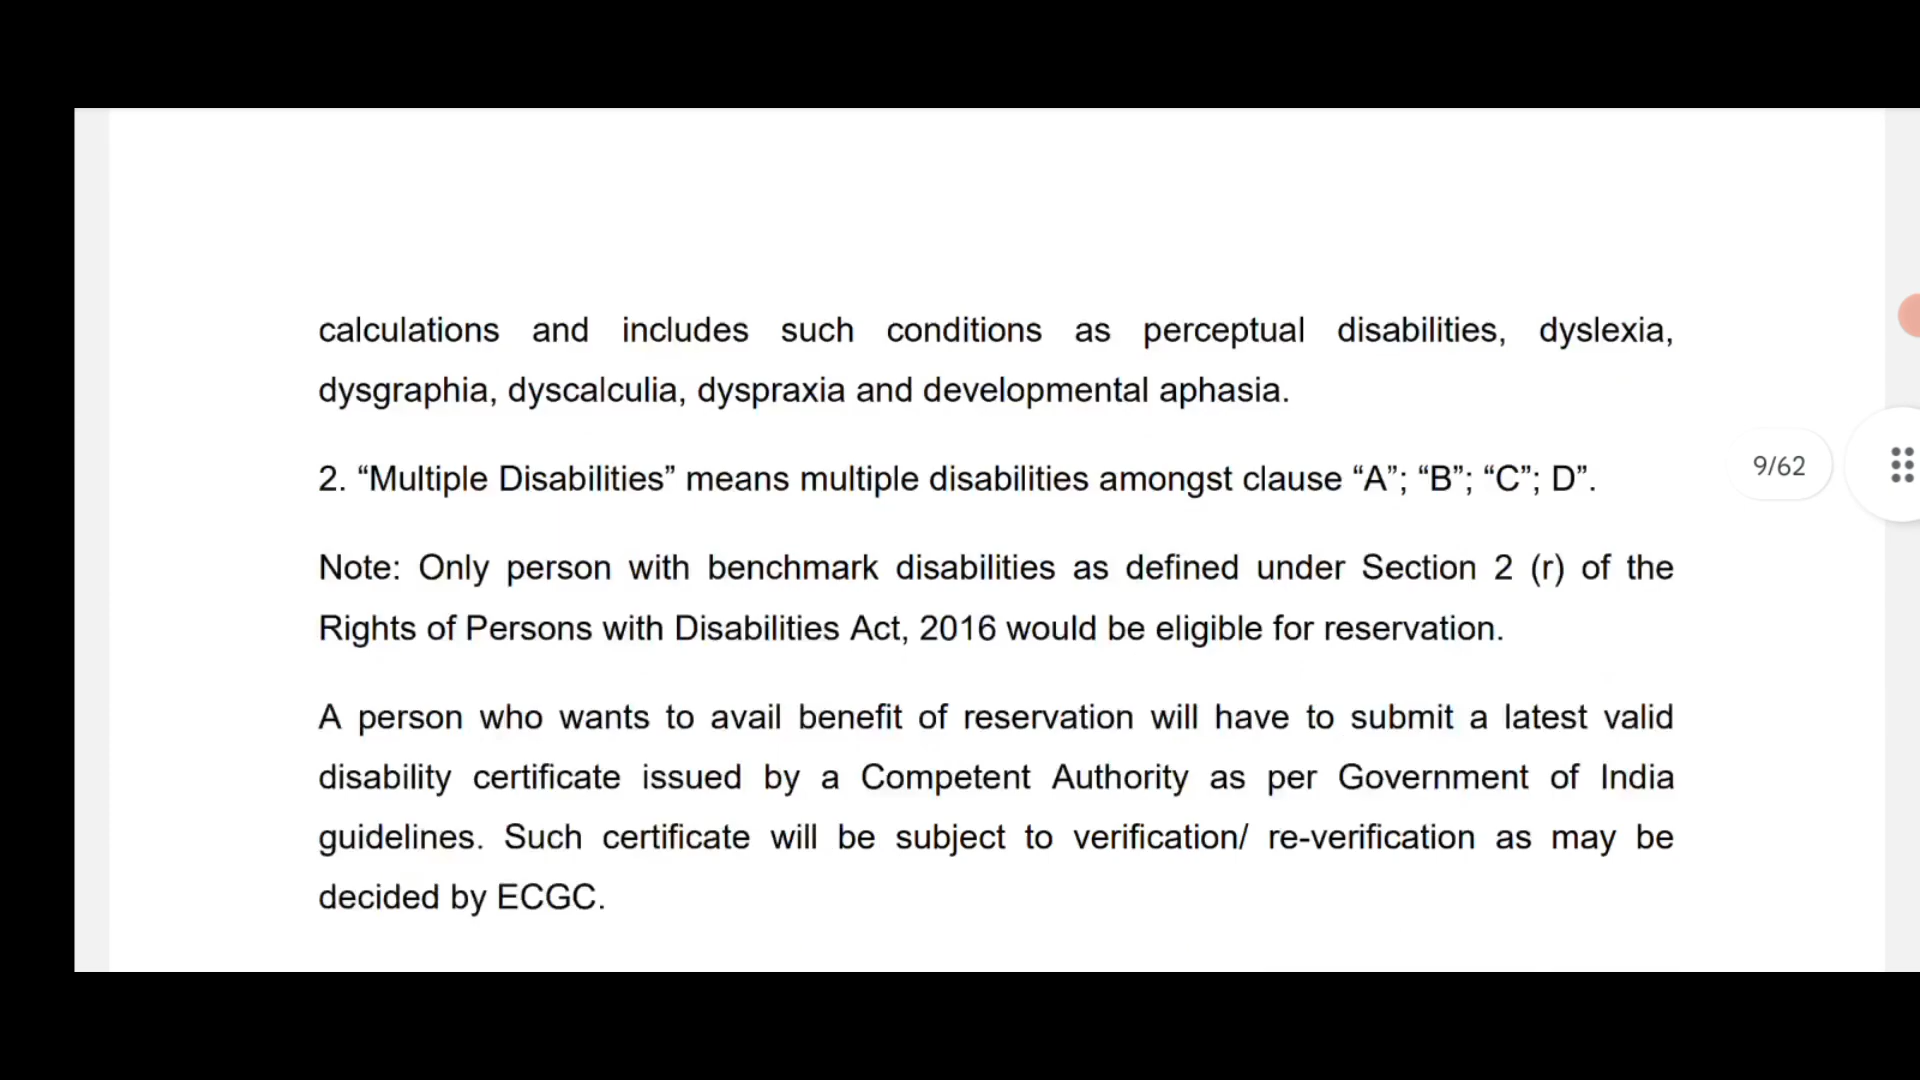 calculations and includes such conditions as perceptual disabilities, dyslexia,
dysgraphia, dyscalculia, dyspraxia and developmental aphasia.
2. “Multiple Disabilities” means multiple disabilities amongst clause “A”; “B”; “C”; D”.
9/62
Note: Only person with benchmark disabilities as defined under Section 2 (r) of the
Rights of Persons with Disabilities Act, 2016 would be eligible for reservation.
A person who wants to avail benefit of reservation will have to submit a latest valid
disability certificate issued by a Competent Authority as per Government of India
guidelines. Such certificate will be subject to verification/ re-verification as may be
decided by ECGC.